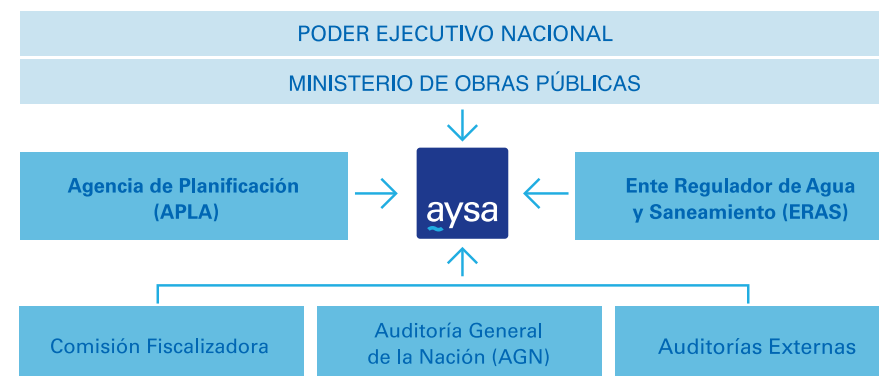 PODER EJECUTIVO NACIONAL
MINISTERIO DE OBRAS PÚBLICAS
Agencia de Planificación
(APLA)
aysa
Ente Regulador de Agua
y Saneamiento (ERAS)
Comisión Fiscalizadora
Auditoría General
de la Nación (AGN)
Auditorías Externas